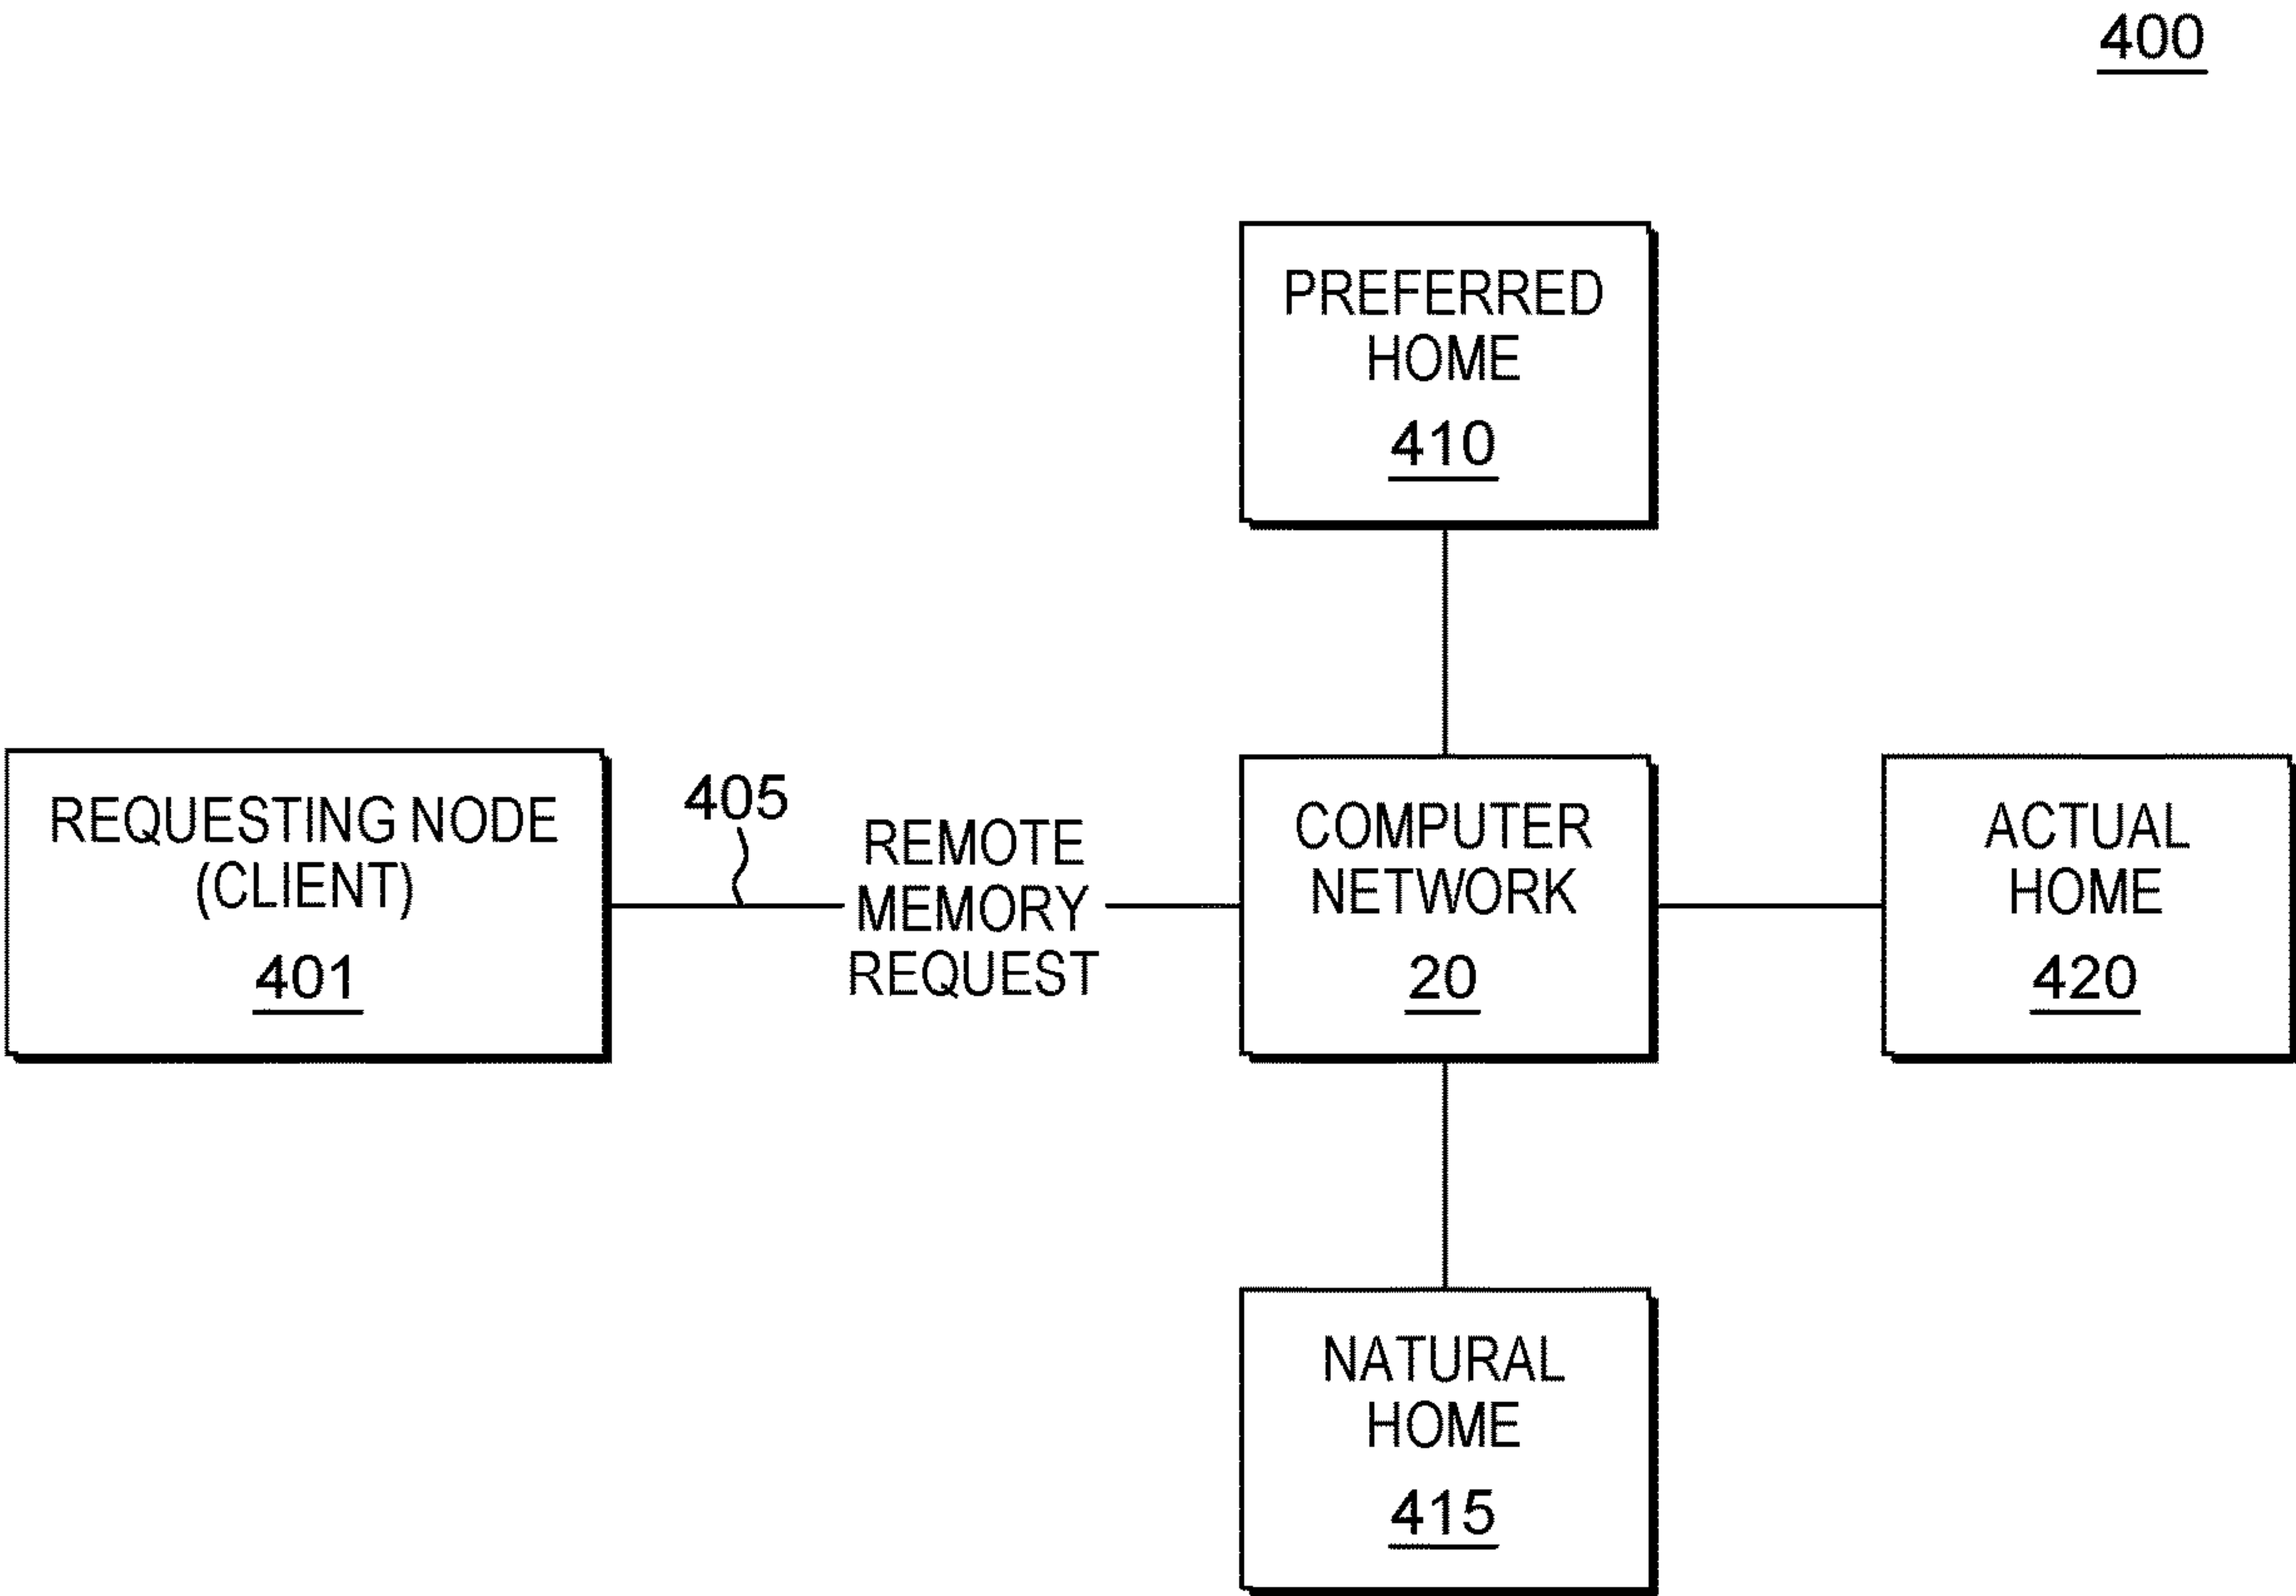 400
PREFERRED
HOME
410
REQUESTING NODE
(CLIENT)
401
405
REMOTE
MEMORY
REQUEST
COMPUTER
NETWORK
20
ACTUAL
HOME
420
NATURAL
HOME
415